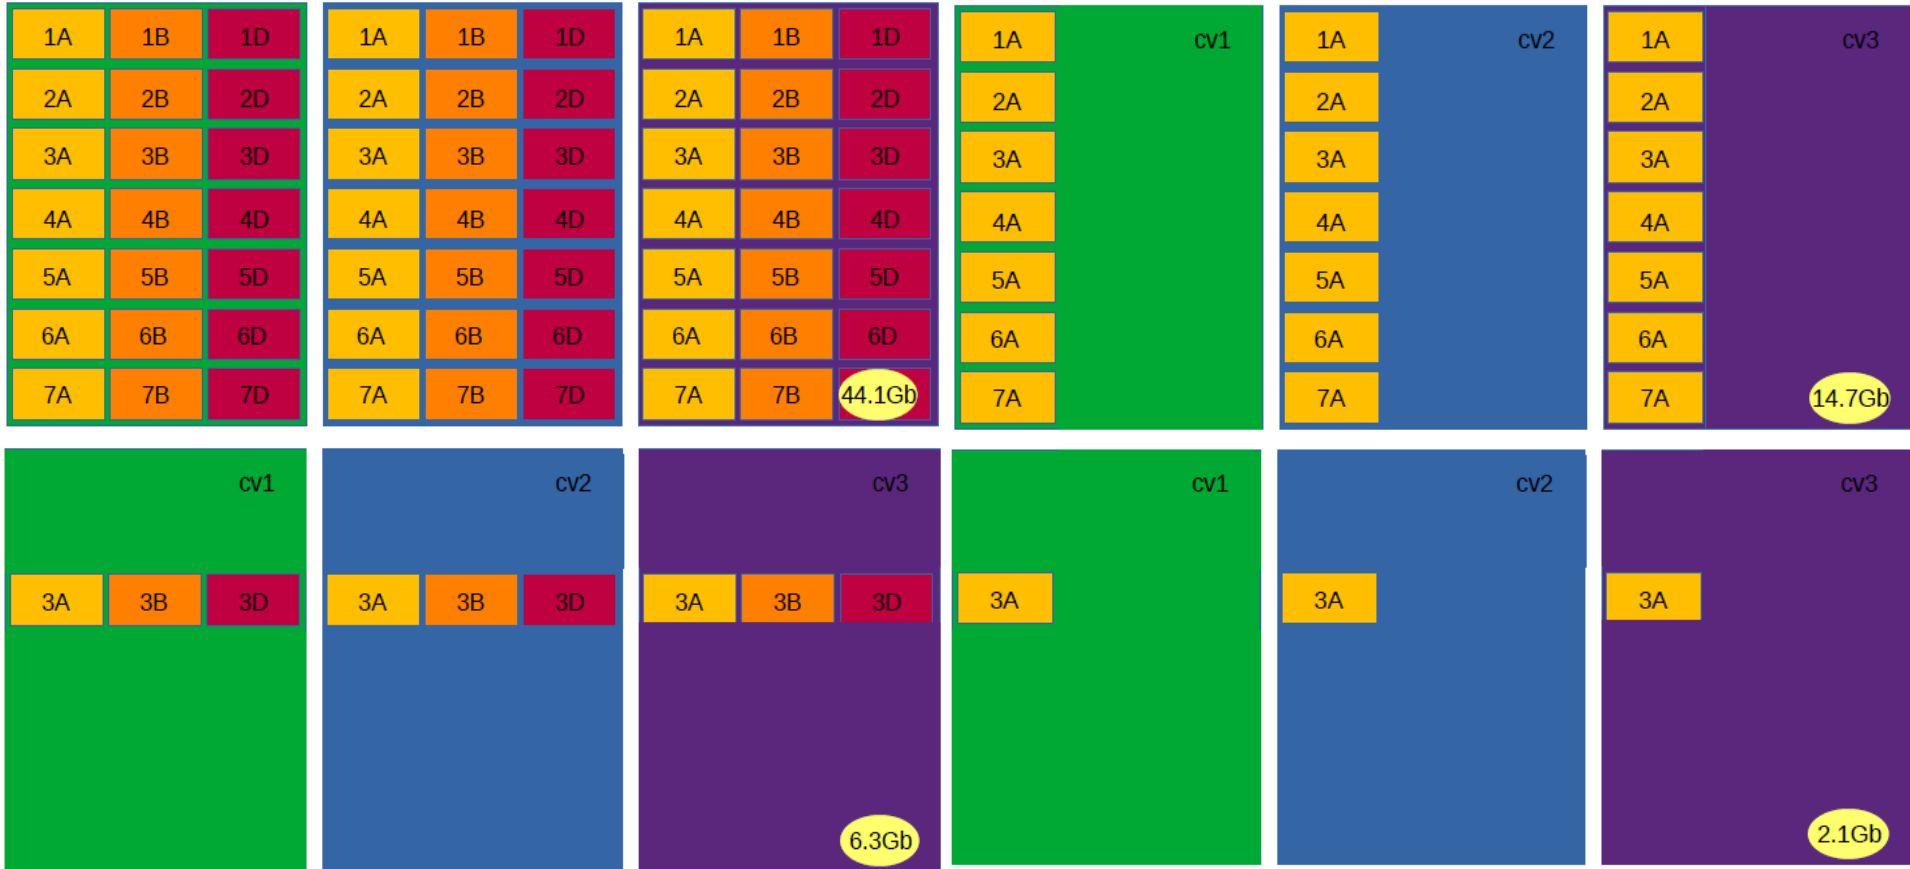 1A 1B 1D 1A 1B 1D 1A 1B 1D 1A cv1 1A cv2 1A cv3
2A 2B 2D 2A 2B 2D 2A 2B 2D 2A 2A 2A
3A 3B 3D 3A 3B 3D 3A 3B 3D 3A 3A 3A
4A 4B 4D 4A 4B 4D 4A 4B 4D 4A 4A 4A
5A 5B 5D 5A 5B 5D 5A 5B 5D 5A 5A 5A
6A 6B 6D 6A 6B 6D 6A 6B 6D 6A 6A 6A
7A 7B 7D 7A 7B 7D 7A 7B 44.1Gb 7A 7A 7A 14.7Gb
cv1 cv2 cv3 cv1 cv2 cv3
3A 3B 3D 3A 3B 3D 3A 3B 3D 3A 3A 3A
6.3Gb 2.1Gb